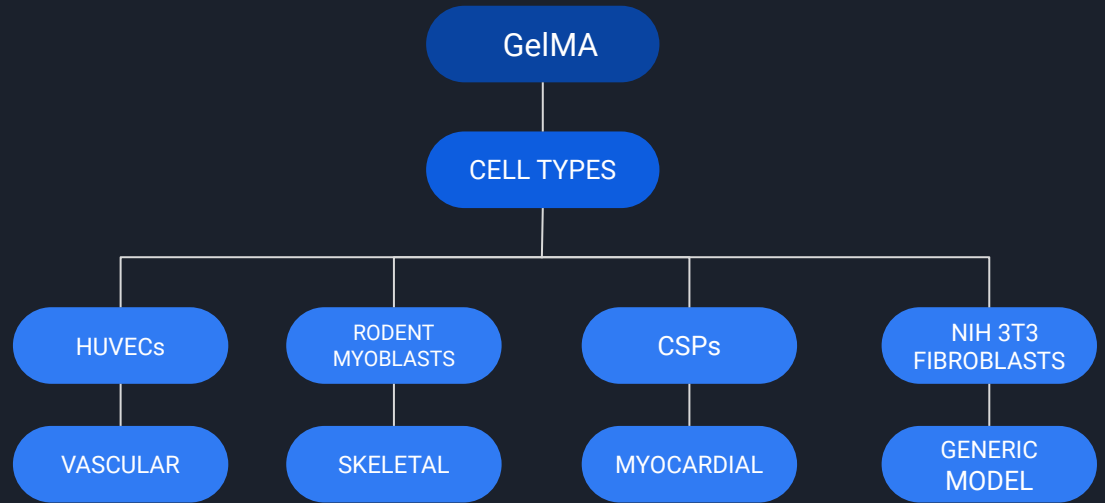 GelMA
CELL TYPES
HUVECs
RODENT
MYOBLASTS
CSPs
NIH 3T3
FIBROBLASTS
VASCULAR
SKELETAL
MYOCARDIAL
GENERIC
MODEL